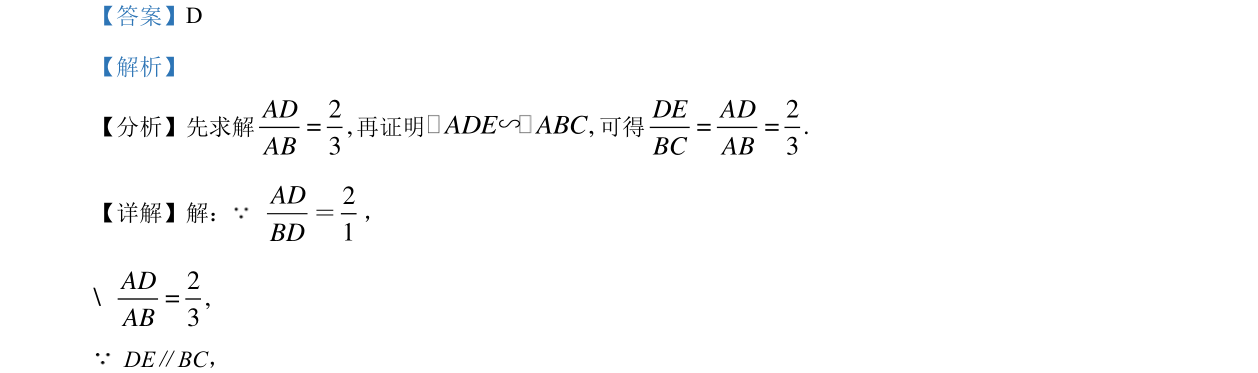 【答案】D
【解析】
【分析】先求解 AD/AB = 2/3, 再证明□ADE∽□ABC, 可得 DE/BC = AD/AB = 2/3.
【详解】解：∵ AD/BD = 2/1，
\ AD/AB = 2/3,
∵ DE∥BC，